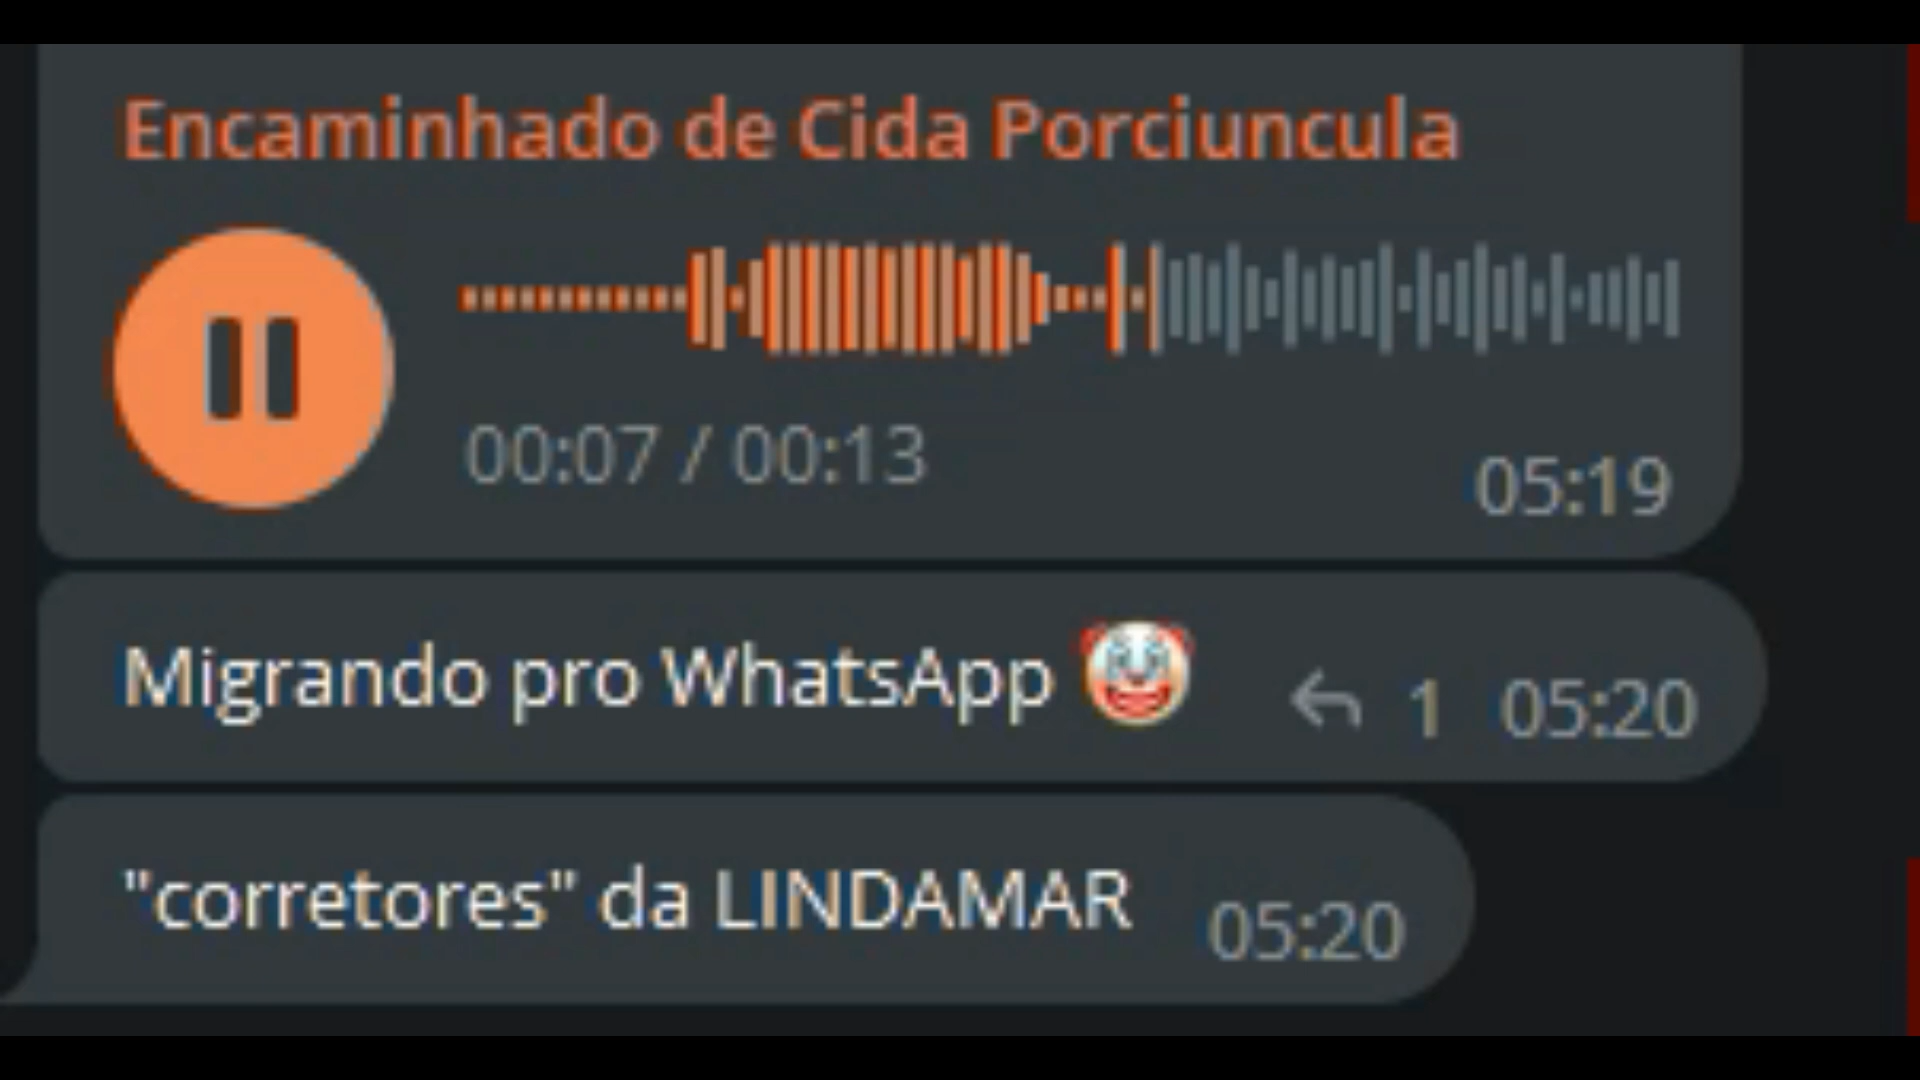 Encaminhado de Cida Porciuncula
00:07 / 00:13
05:19
Migrando pro WhatsApp 🤡 1 05:20
"corretores" da LINDAMAR 05:20